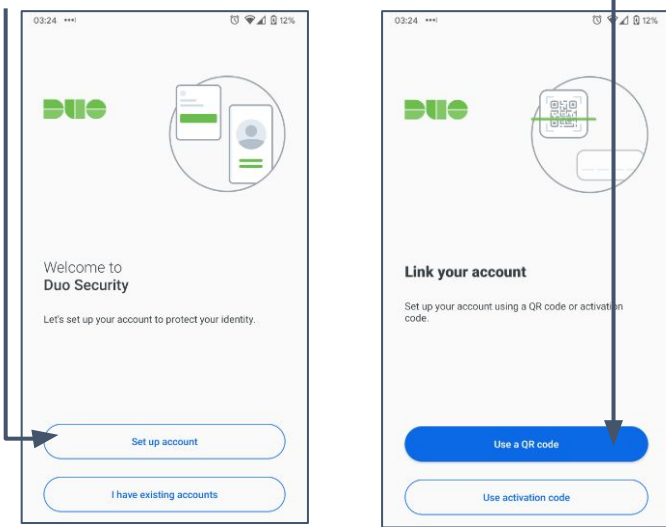 03:24
12%
DUO
Welcome to
Duo Security
Let's set up your account to protect your identity.
Set up account
I have existing accounts
03:24
12%
DUO
Link your account
Set up your account using a QR code or activation
code.
Use a QR code
Use activation code